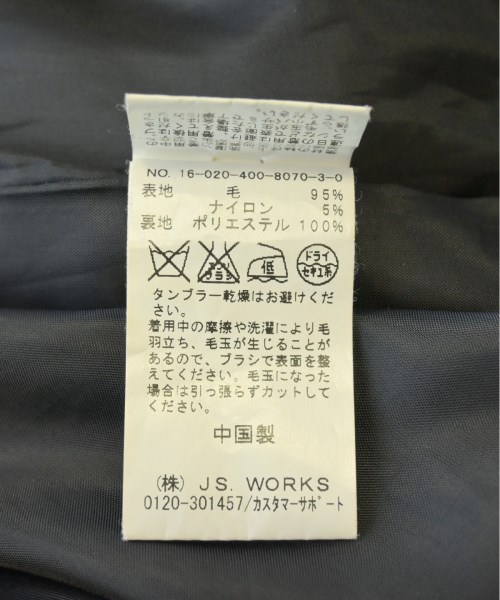 NO. 16-020-400-8070-3-0
表地 毛 95%
ナイロン 5%
裏地 ポリエステル 100%
エンソ サラシ
低
ドライ
セキユ系
タンブラー乾燥はお避けくだ
さい。
着用中の摩擦や洗濯により毛
羽立ち、毛玉が生じることが
あるので、ブラシで表面を整
えてください。毛玉になった
場合は引っ張らずカットして
ください。
中国製
(株) J.S. WORKS
0120-301457/カスタマーサポート